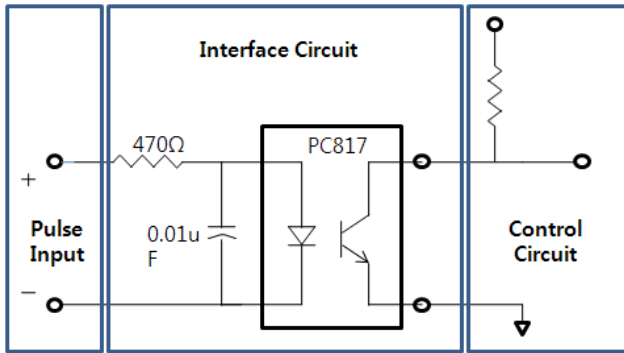 Interface Circuit
470Ω
PC817
+
Pulse
Input
0.01u
F
Control
Circuit
−